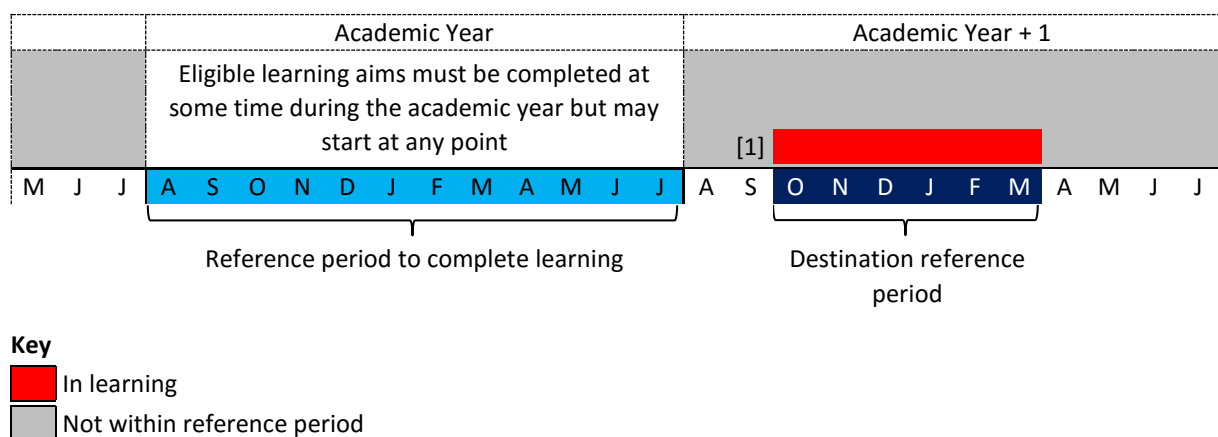 Academic Year Academic Year + 1
Eligible learning aims must be completed at
some time during the academic year but may
start at any point
[1]
M J J A S O N D J F M A M J J A S O N D J F M A M J J
Reference period to complete learning Destination reference
period
Key
In learning
Not within reference period